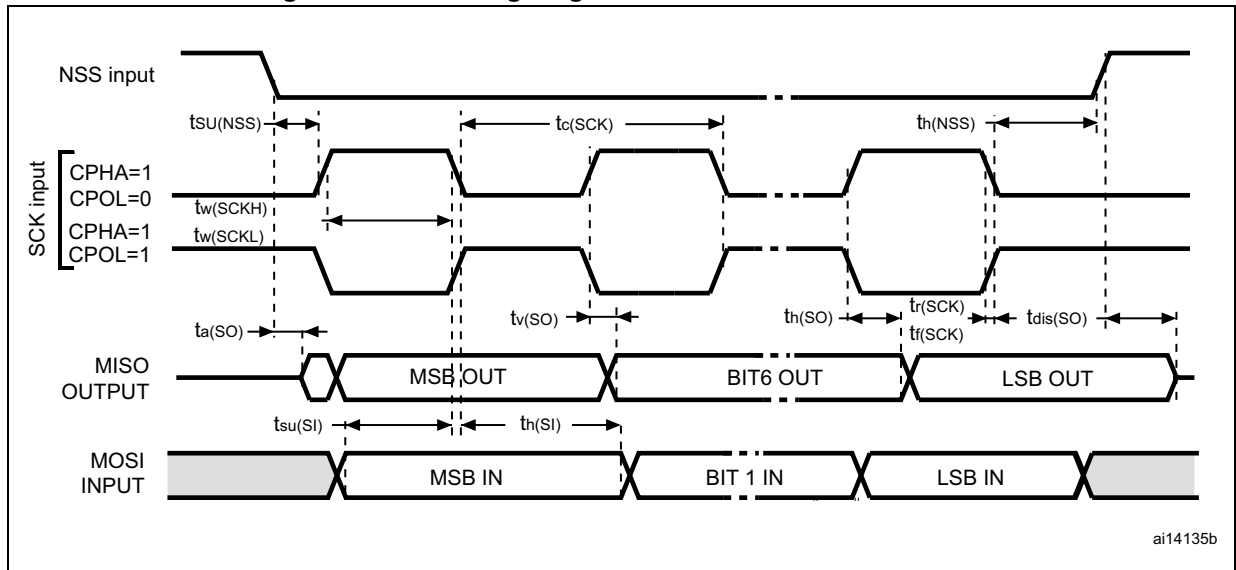 NSS input
tSU(NSS)
tc(SCK)
th(NSS)
SCK input
CPHA=1
CPOL=0
tw(SCKH)
CPHA=1
tw(SCKL)
CPOL=1
ta(SO)
tv(SO)
th(SO)
tr(SCK)
tf(SCK)
tdis(SO)
MISO
OUTPUT
MSB OUT
BIT6 OUT
LSB OUT
tsu(SI)
th(SI)
MOSI
INPUT
MSB IN
BIT 1 IN
LSB IN
ai14135b